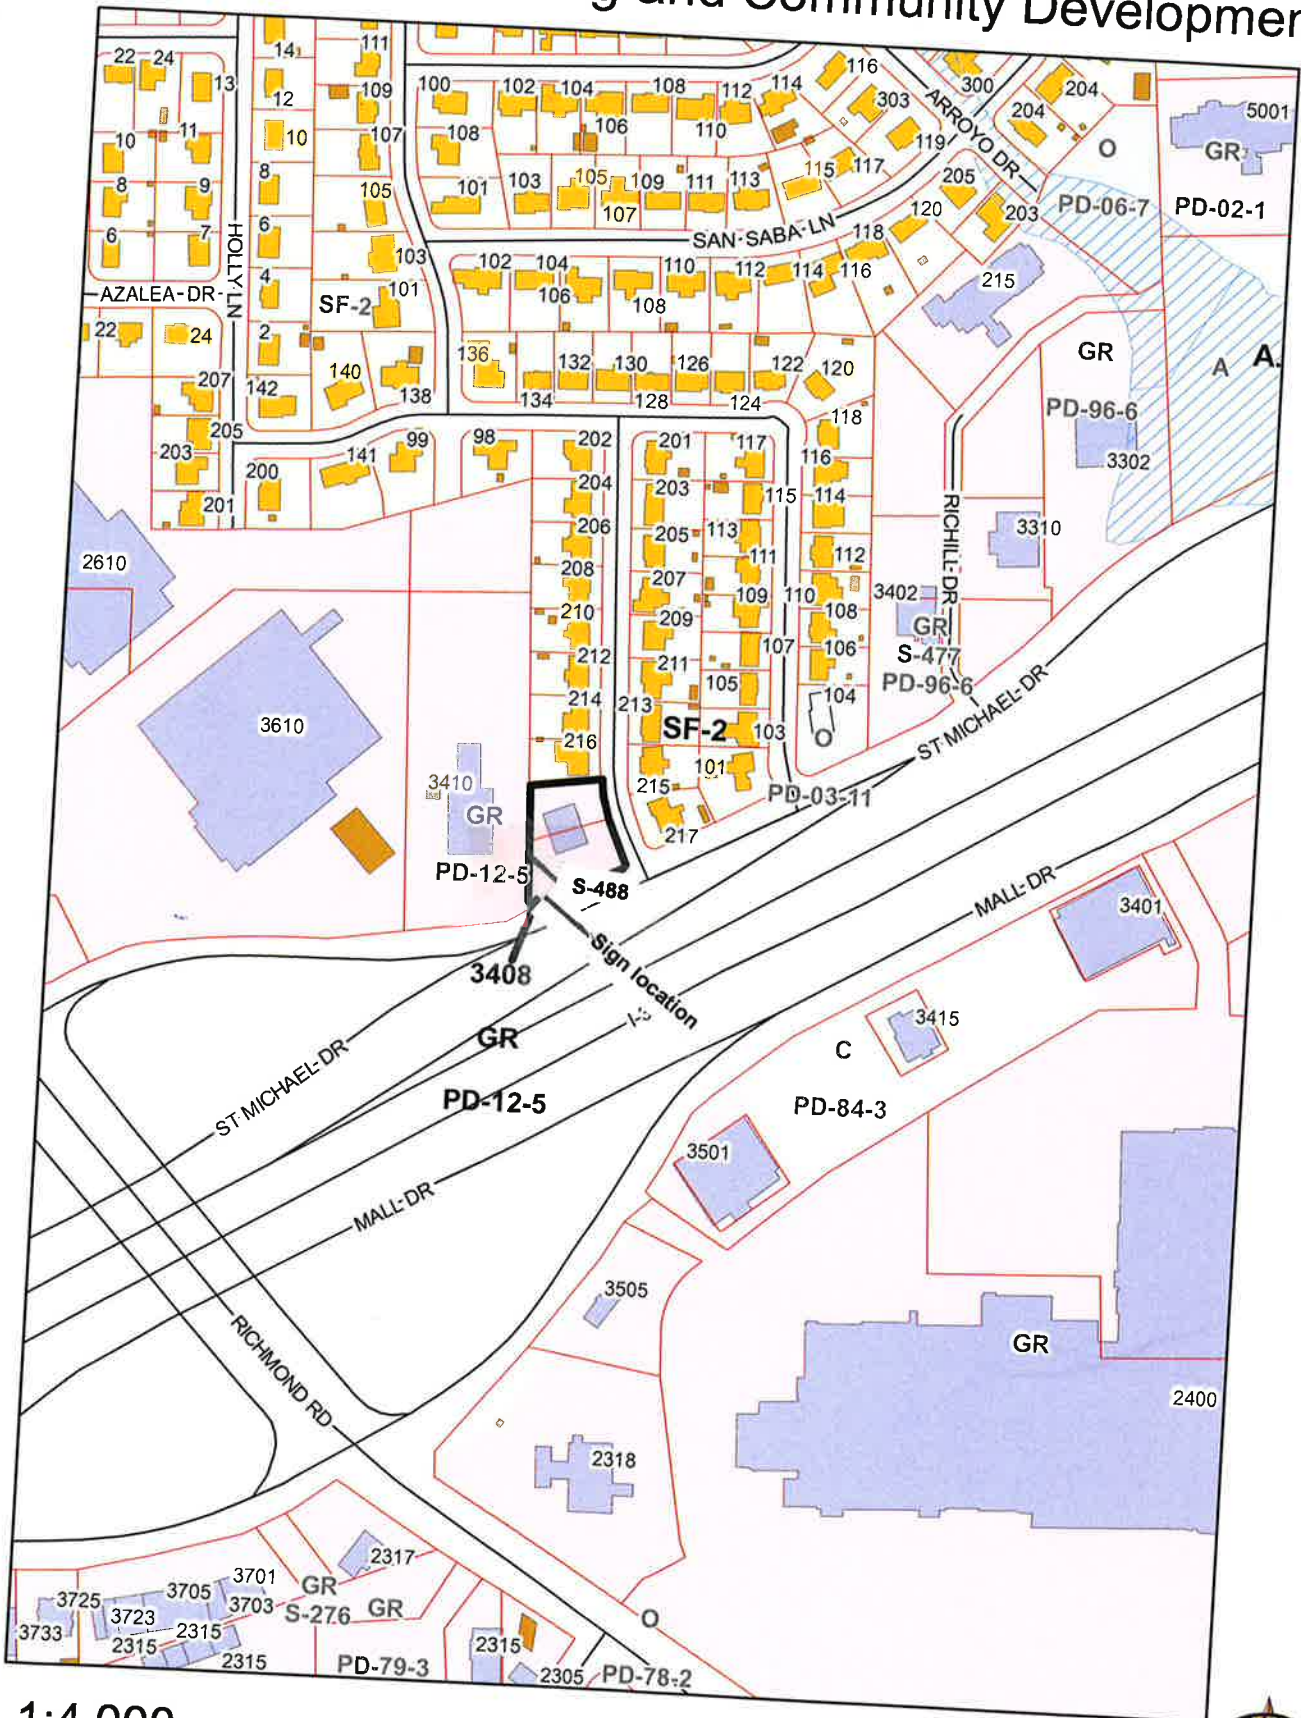 and Community Developmen
22 24 13
14
111
12
109
10 11
10
107
8 9
8
105
6 7
6
103
4
101
HOLLY LN
AZALEA DR
SF-2
22 24
2
207
142 140 138
205
203
201
200 141 99 98
100 102 104 108 112 114 116
108 106 110
303
300
204
204
119
ARROYO DR
5001
GR
O
PD-06-7
PD-02-1
101 103 105 107 109 111 113 115 117
205
203
SAN SABA LN
120
118
102 104 106 108 110 112 114 116
215
136 134 132 130 128 126 124 122 120
GR
A
A.
PD-96-6
3302
118
116
114
112
110
108
106
104
O
202
204
206
208
210
212
214
216
201
203
205
207
209
211
213
215
217
117
115
113
111
109
107
105
103
101
SF-2
RICHILL DR
3310
3402
GR
S-477
PD-96-6
ST MICHAEL DR
PD-03-11
2610
3610
3410
GR
PD-12-5
S-488
Sign location
3408
I-3
GR
PD-12-5
ST MICHAEL DR
MALL DR
MALL DR
3401
3415
C
PD-84-3
3501
3505
GR
2400
2318
RICHMOND RD
2317
3701
3725 3705 GR
3723 3703 S-276 GR
3733 2315 2315
2315
PD-79-3
2315
2305
PD-78-2
O
1:4,000